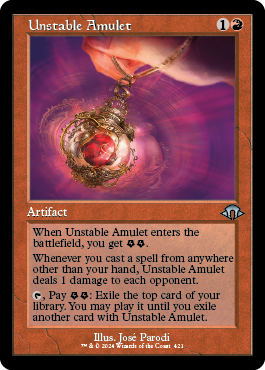 Unstable Amulet
1
Artifact
When Unstable Amulet enters the
battlefield, you get.
Whenever you cast a spell from anywhere
other than your hand, Unstable Amulet
deals 1 damage to each opponent.
, Pay: Exile the top card of your
library. You may play it until you exile
another card with Unstable Amulet.
Illus. José Parodi
™ & © 2024 Wizards of the Coast 421